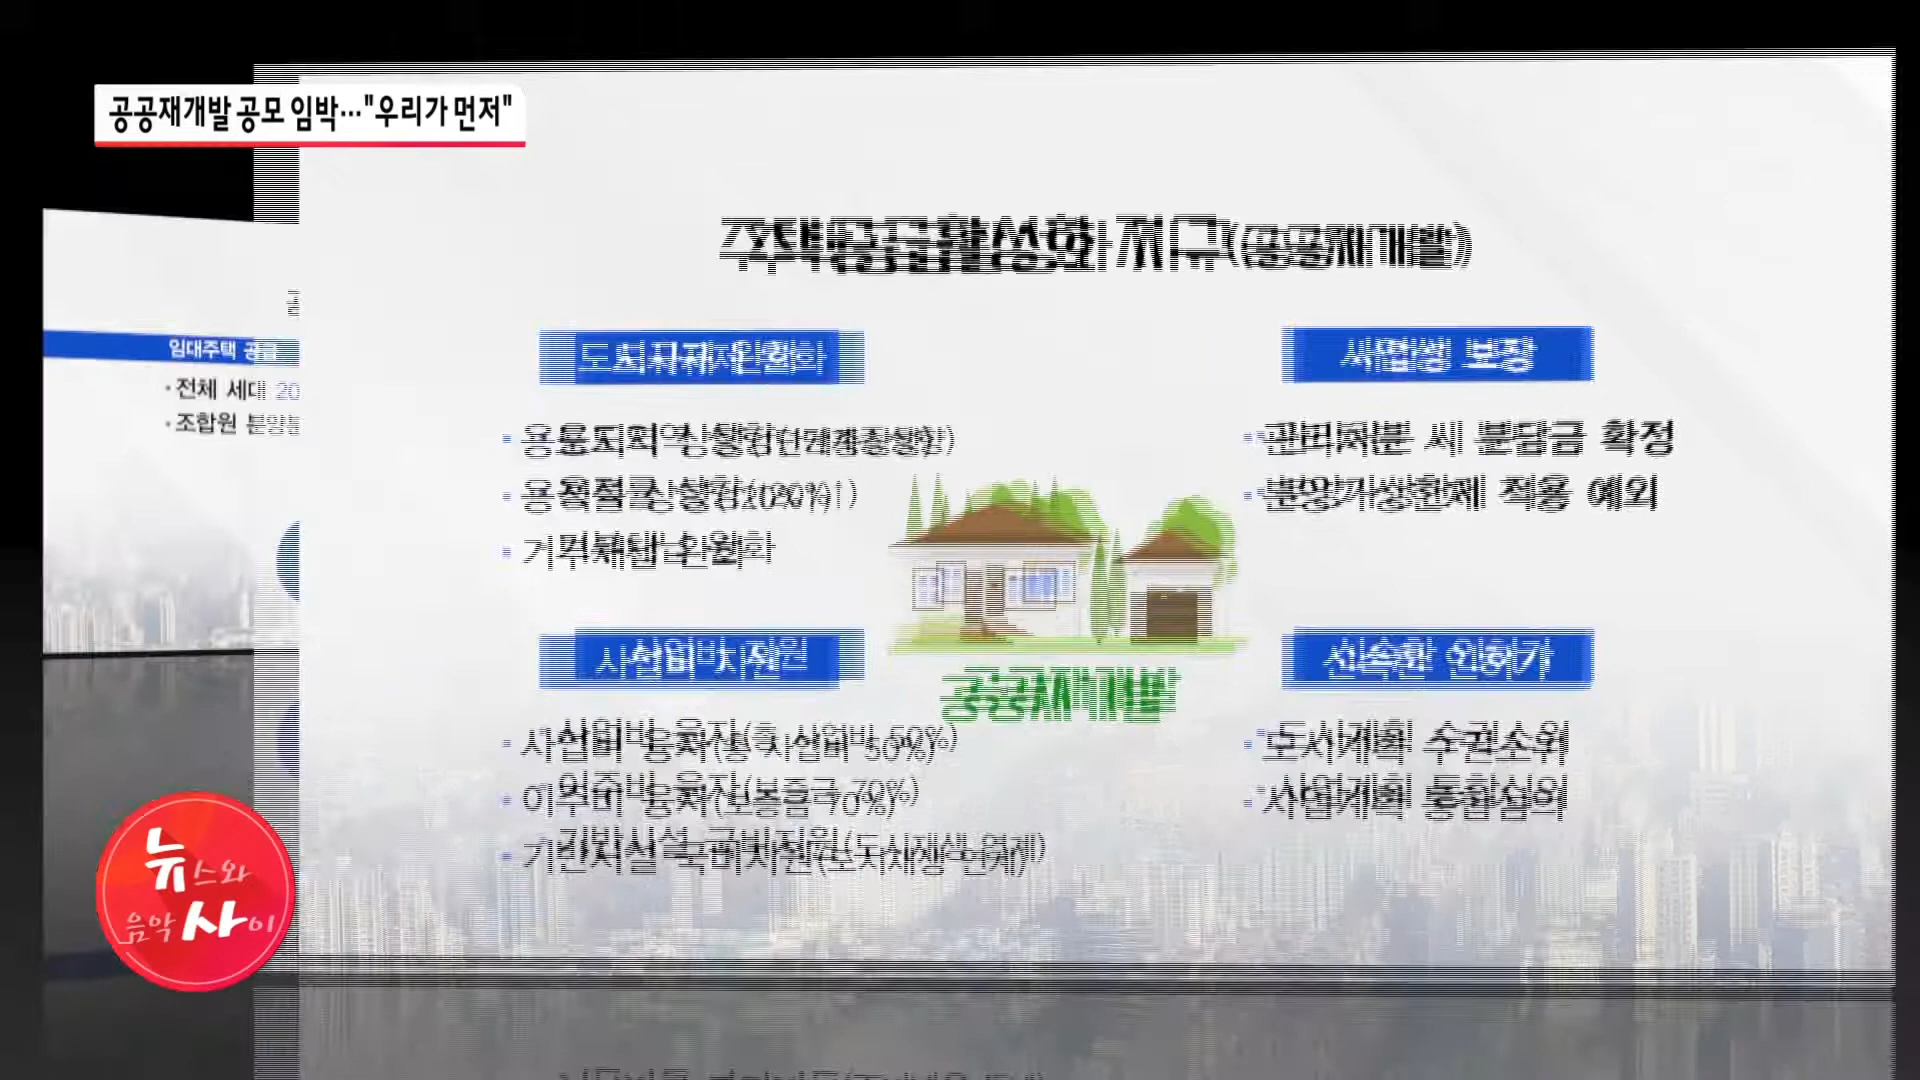 공공재개발 공모 임박…"우리가 먼저"
주택공급활성화 지구(공공재개발)
임대주택 공급
· 전체 세대 20
· 조합원 분양
도시규제 완화
· 용도지역 상향(1단계 종상향)
· 용적률 상향(120%↑)
· 기부채납 완화
사업성 보장
· 관리처분 시 분담금 확정
· 분양가상한제 적용 예외
공공재개발
사업비 지원
· 사업비 융자(총 사업비 50%)
· 이주비 융자(보증금 70%)
· 기반시설 국비지원(도시재생 연계)
신속한 인허가
· 도시계획 수권소위
· 사업계획 통합심의
뉴스와
음악 사이